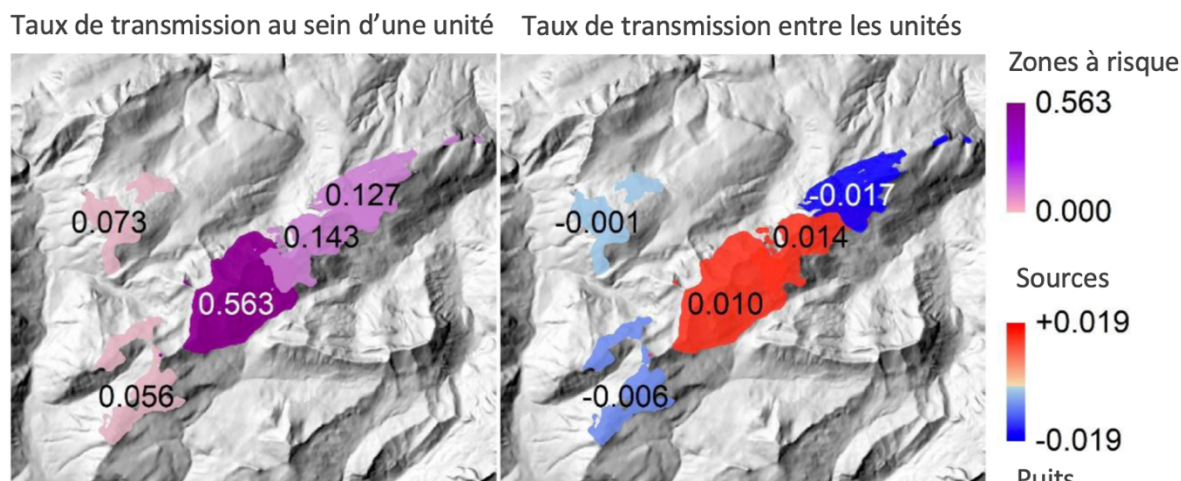 Taux de transmission au sein d’une unité
Taux de transmission entre les unités
0.073
0.127
0.143
0.563
0.056
-0.001
-0.017
0.014
0.010
-0.006
Zones à risque
0.563
0.000
Sources
+0.019
-0.019
Puits